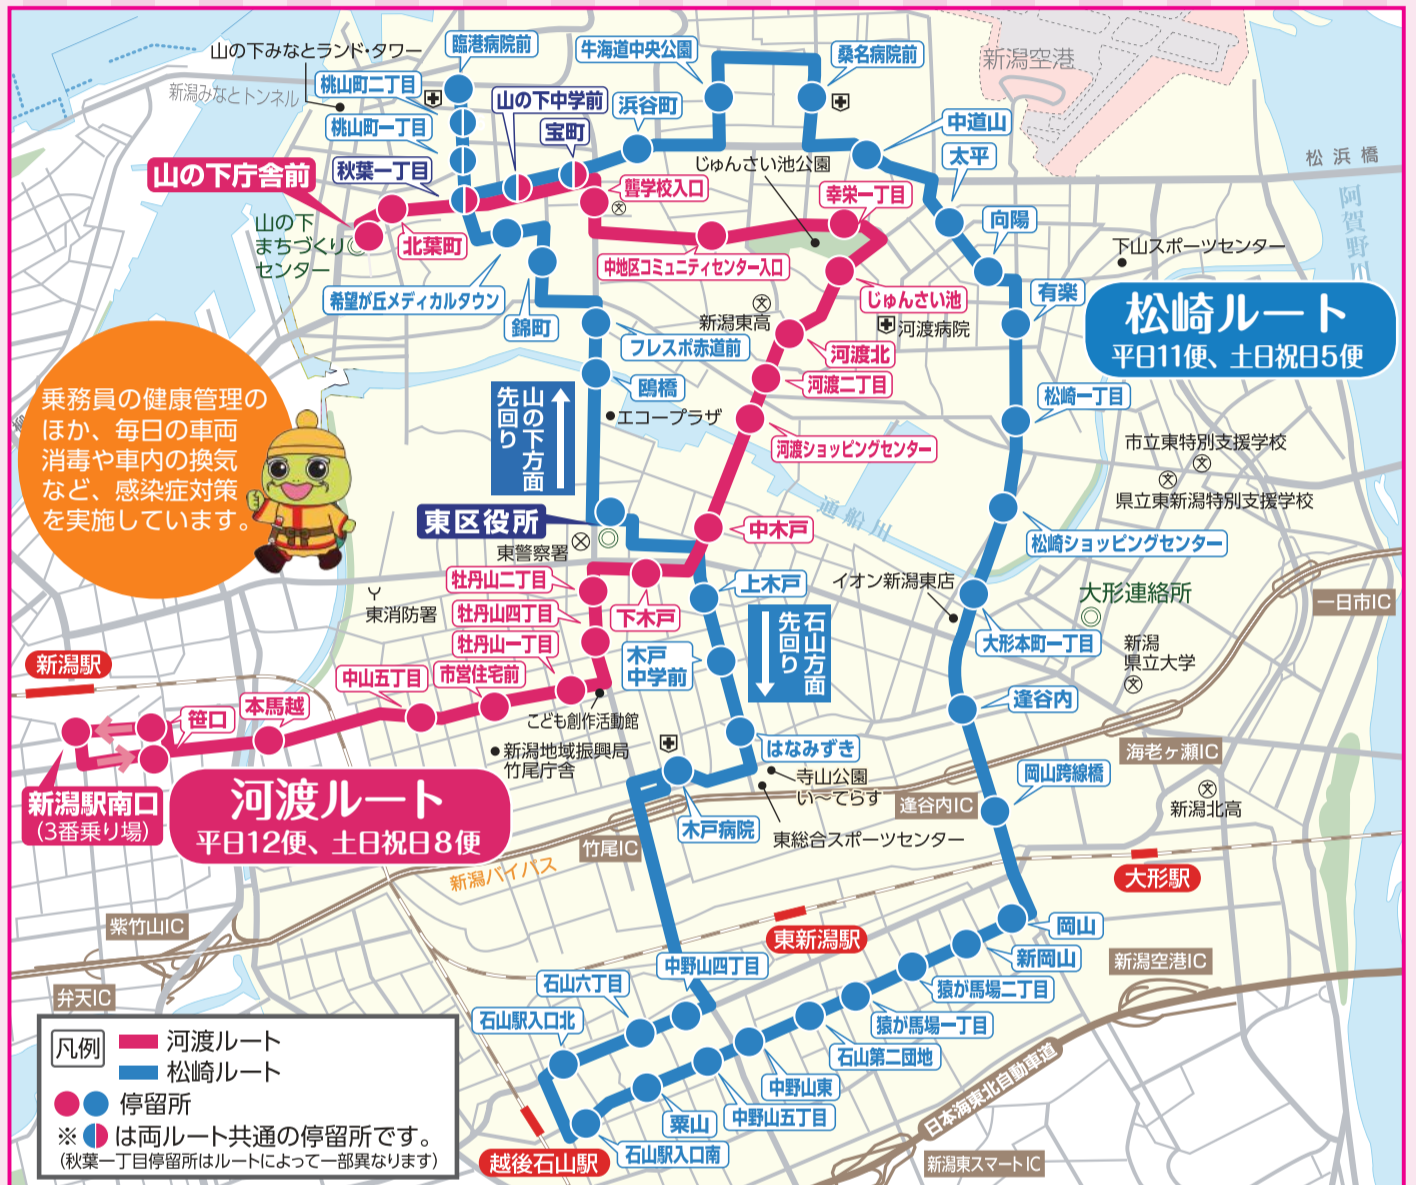 山の下みなとランド・タワー
臨港病院前
牛海道中央公園
桑名病院前
新潟空港
桃山町二丁目
新潟みなとトンネル
山の下中学前
浜谷町
中道山
桃山町一丁目
宝町
太平
松浜橋
秋葉一丁目
じゅんさい池公園
山の下庁舎前
聾学校入口
幸栄一丁目
阿賀野川
向陽
山の下
まちづくり
センター
北葉町
下山スポーツセンター
中地区コミュニティセンター入口
希望が丘メディカルタウン
じゅんさい池
有楽
松崎ルート
平日11便、土日祝日5便
錦町
新潟東高
河渡病院
フレスポ赤道前
河渡北
鴎橋
河渡二丁目
松崎一丁目
乗務員の健康管理の
ほか、毎日の車両
消毒や車内の換気
など、感染症対策
を実施しています。
山の下方面
先回り
エコープラザ
河渡ショッピングセンター
市立東特別支援学校
県立東新潟特別支援学校
通船川
東区役所
中木戸
松崎ショッピングセンター
東警察署
牡丹山二丁目
上木戸
イオン新潟東店
大形連絡所
一日市IC
東消防署
牡丹山四丁目
下木戸
石山方面
先回り
牡丹山一丁目
木戸
中学前
大形本町一丁目
新潟
県立大学
新潟駅
中山五丁目
市営住宅前
逢谷内
笹口
本馬越
こども創作活動館
はなみずき
海老ヶ瀬IC
新潟地域振興局
竹尾庁舎
寺山公園
い〜てらす
岡山跨線橋
新潟駅南口
(3番乗り場)
河渡ルート
平日12便、土日祝日8便
木戸病院
逢谷内IC
新潟北高
東総合スポーツセンター
竹尾IC
新潟バイパス
大形駅
紫竹山IC
東新潟駅
岡山
中野山四丁目
新岡山
新潟空港IC
石山六丁目
猿が馬場二丁目
弁天IC
石山駅入口北
猿が馬場一丁目
石山第二団地
中野山東
中野山五丁目
粟山
石山駅入口南
越後石山駅
日本海東北自動車道
新潟東スマートIC
凡例
河渡ルート
松崎ルート
停留所
※ は両ルート共通の停留所です。
(秋葉一丁目停留所はルートによって一部異なります)